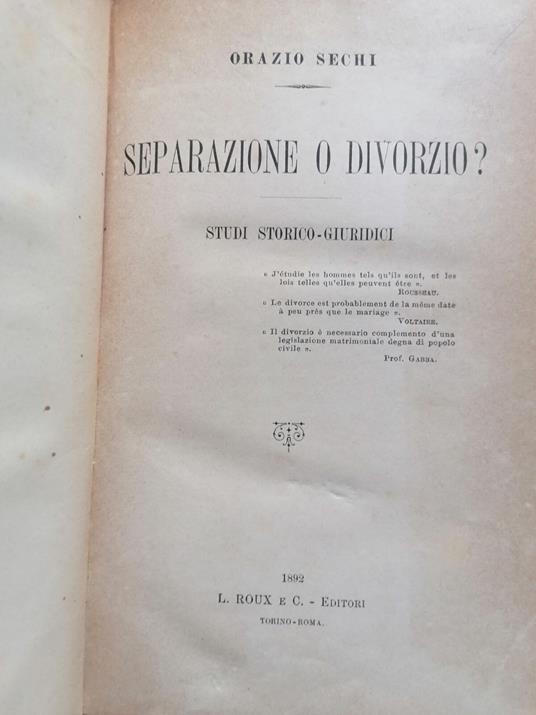 ORAZIO SECHI
SEPARAZIONE O DIVORZIO?
STUDI STORICO-GIURIDICI
« J'étudie les hommes tels qu'ils sont, et les
lois telles qu'elles peuvent être ».
ROUSSEAU.
« Le divorce est probablement de la même date
à peu près que le mariage ».
VOLTAIRE.
« Il divorzio è necessario complemento d'una
legislazione matrimoniale degna di popolo
civile ».
Prof. GABBA.
1892
L. ROUX E C. - EDITORI
TORINO-ROMA.